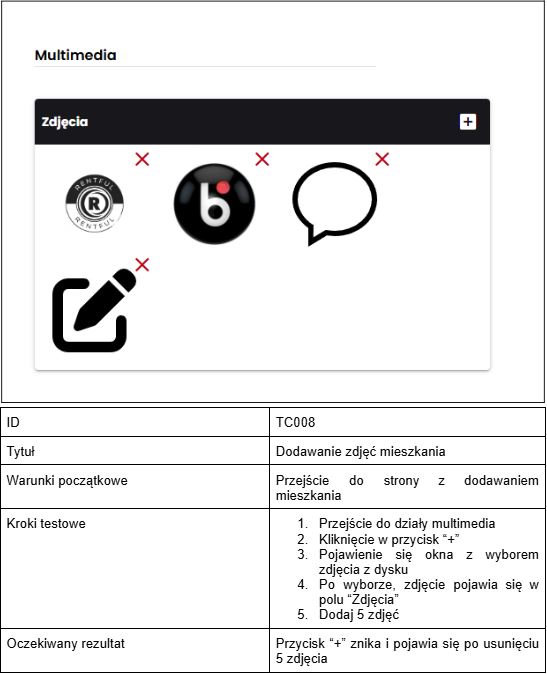 Multimedia
Zdjęcia
RENTFUL
R
RENTFUL
b
ID
TC008
Tytuł
Dodawanie zdjęć mieszkania
Warunki początkowe
Przejście do strony z dodawaniem
mieszkania
Kroki testowe
1. Przejście do działy multimedia
2. Kliknięcie w przycisk “+”
3. Pojawienie się okna z wyborem
zdjęcia z dysku
4. Po wyborze, zdjęcie pojawia się w
polu “Zdjęcia”
5. Dodaj 5 zdjęć
Oczekiwany rezultat
Przycisk “+” znika i pojawia się po usunięciu
5 zdjęcia